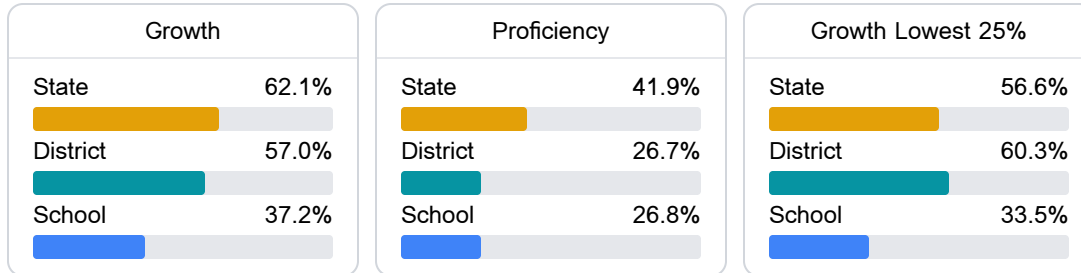 Growth
State 62.1%
District 57.0%
School 37.2%
Proficiency
State 41.9%
District 26.7%
School 26.8%
Growth Lowest 25%
State 56.6%
District 60.3%
School 33.5%